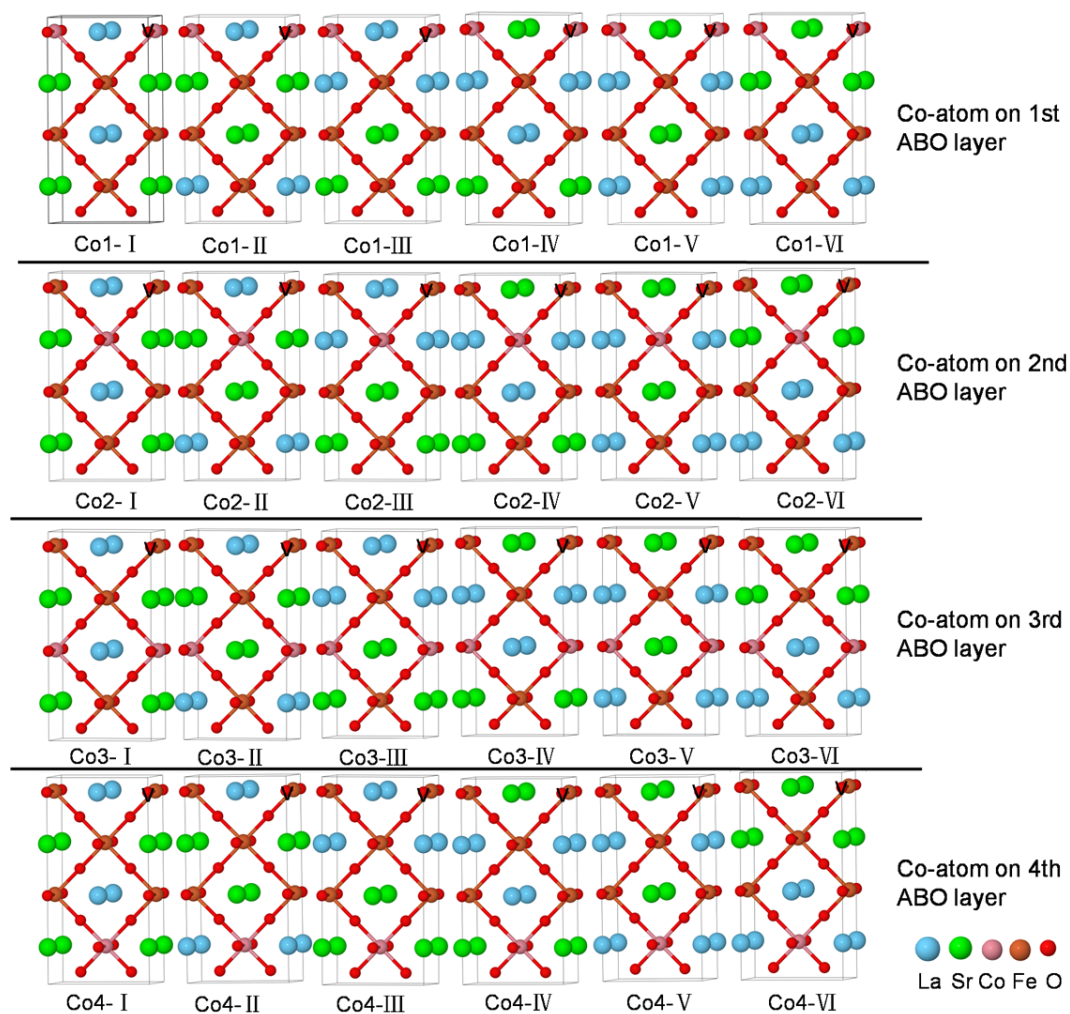 V V V V V V
Co-atom on 1st
ABO layer
Co1-Ⅰ Co1-Ⅱ Co1-Ⅲ Co1-Ⅳ Co1-Ⅴ Co1-Ⅵ
V V V V V V
Co-atom on 2nd
ABO layer
Co2-Ⅰ Co2-Ⅱ Co2-Ⅲ Co2-Ⅳ Co2-Ⅴ Co2-Ⅵ
V V V V V V
Co-atom on 3rd
ABO layer
Co3-Ⅰ Co3-Ⅱ Co3-Ⅲ Co3-Ⅳ Co3-Ⅴ Co3-Ⅵ
V V V V V V
Co-atom on 4th
ABO layer
La Sr Co Fe O
Co4-Ⅰ Co4-Ⅱ Co4-Ⅲ Co4-Ⅳ Co4-Ⅴ Co4-Ⅵ